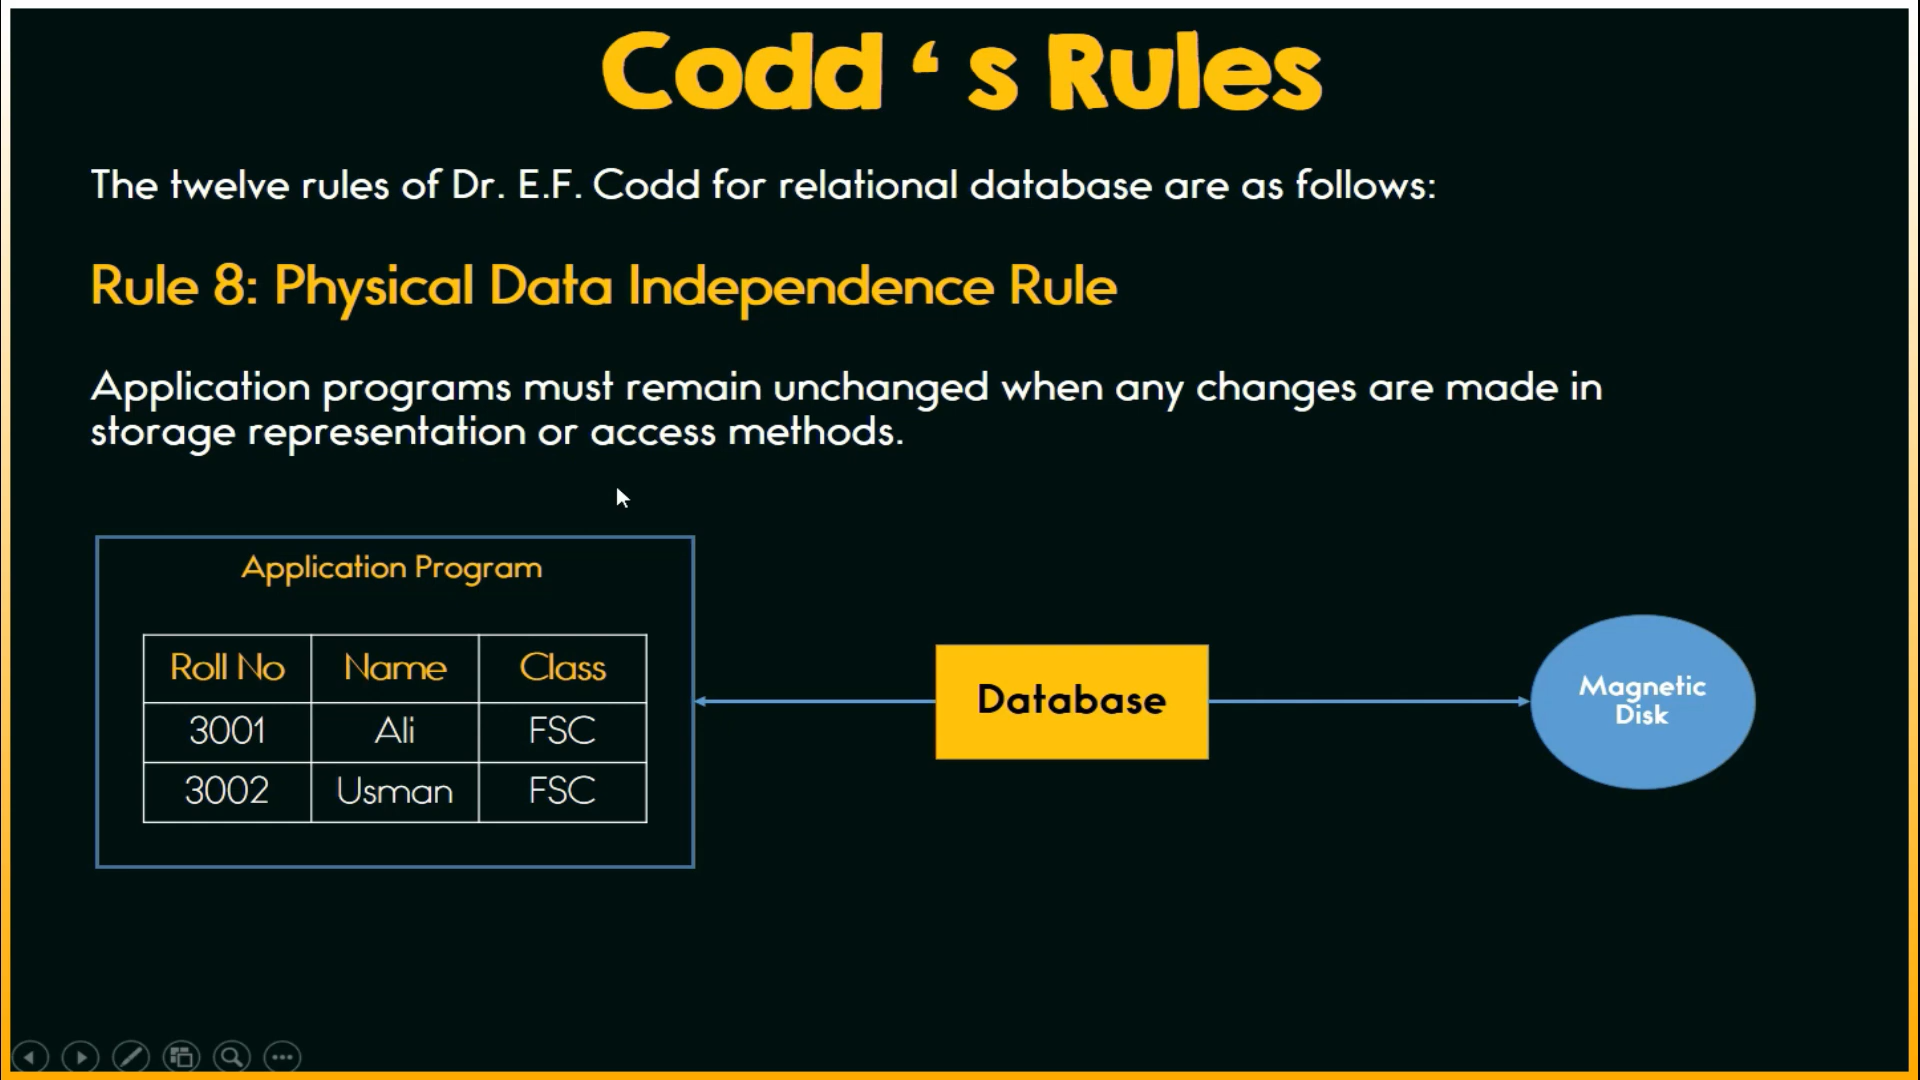 Codd ‘ s Rules
The twelve rules of Dr. E.F. Codd for relational database are as follows:
Rule 8: Physical Data Independence Rule
Application programs must remain unchanged when any changes are made in
storage representation or access methods.
Application Program
Roll No Name Class
3001 Ali FSC
3002 Usman FSC
Database
Magnetic
Disk